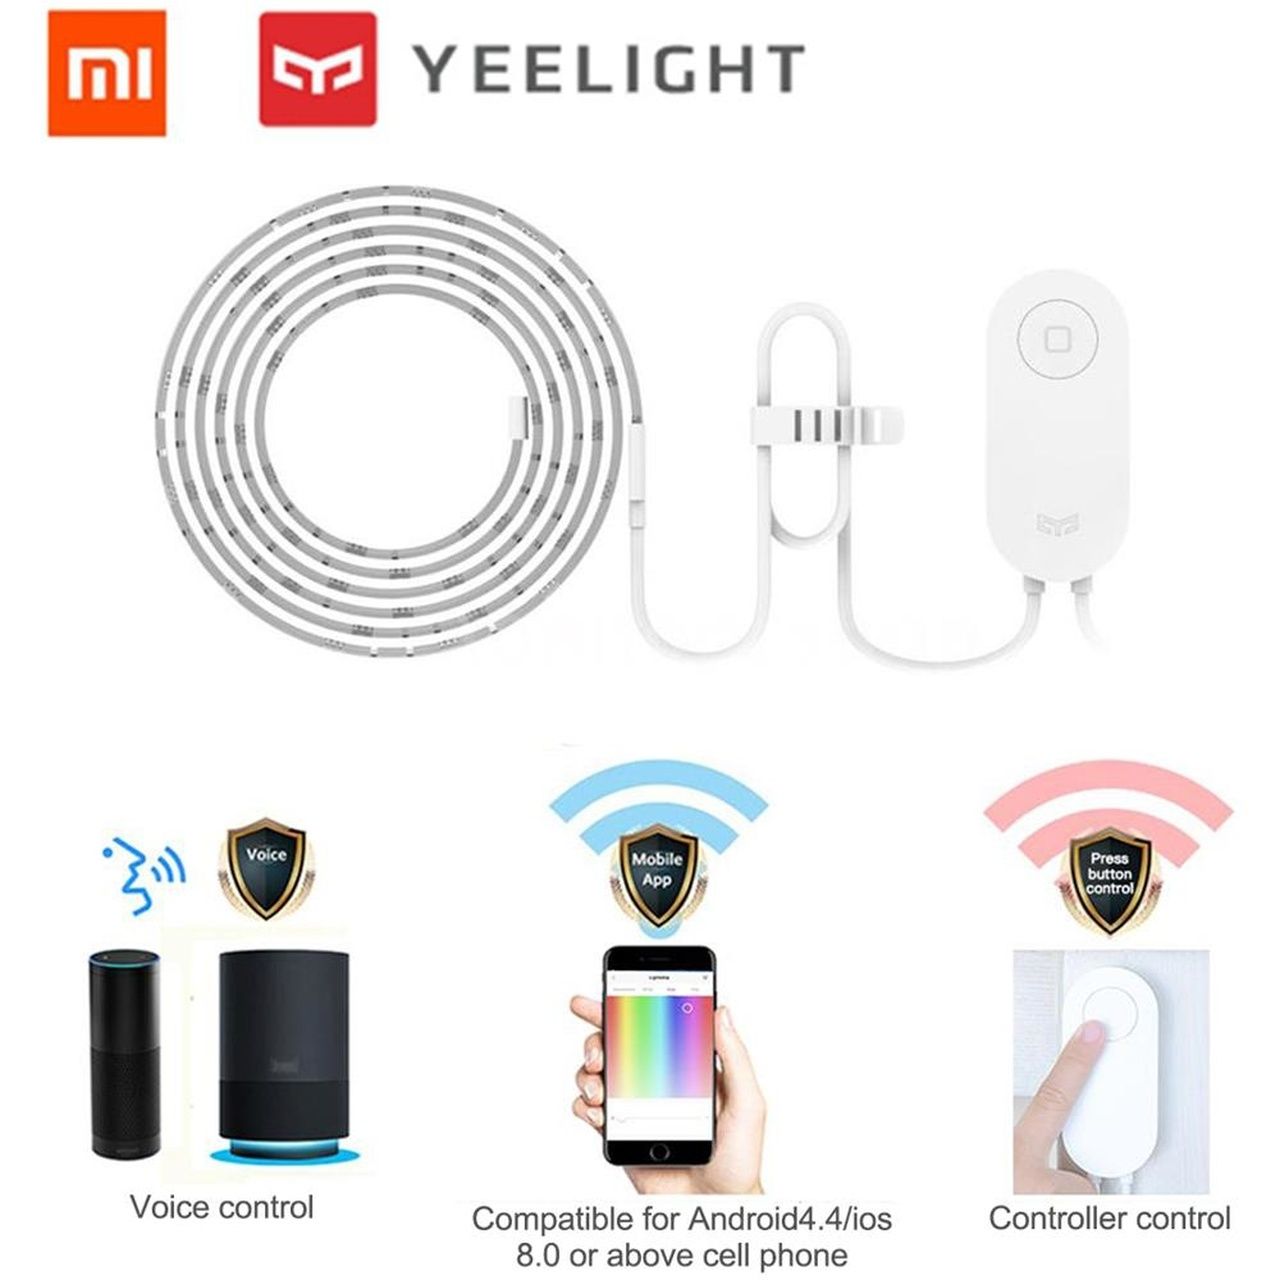 mi
YEELIGHT
Voice
Mobile
App
Press
button
control
Voice control
Compatible for Android4.4/ios
8.0 or above cell phone
Controller control